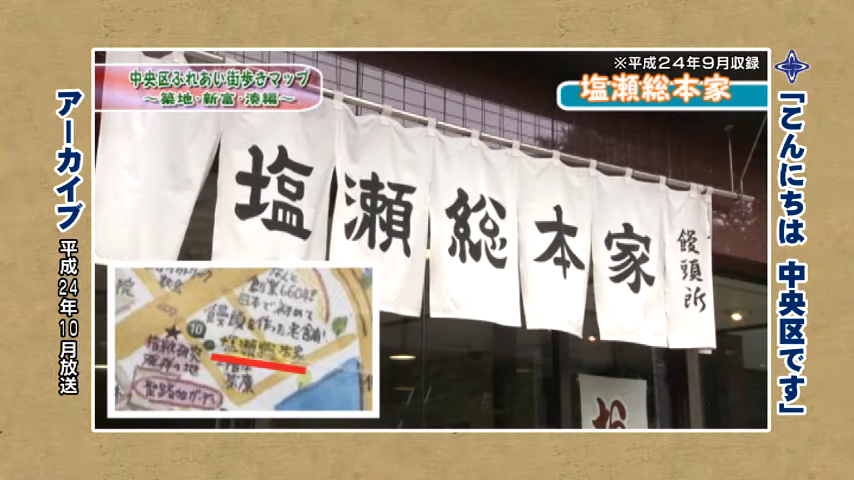 中央区ふれあい街歩きマップ
～築地・新富・湊編～
※平成24年9月収録
塩瀬総本家
塩瀬総本家
饅頭所
創業660年!
日本で初めて
饅頭を作った老舗!
塩瀬総本家
10
「こんにちは 中央区です」
アーカイブ
平成24年10月放送